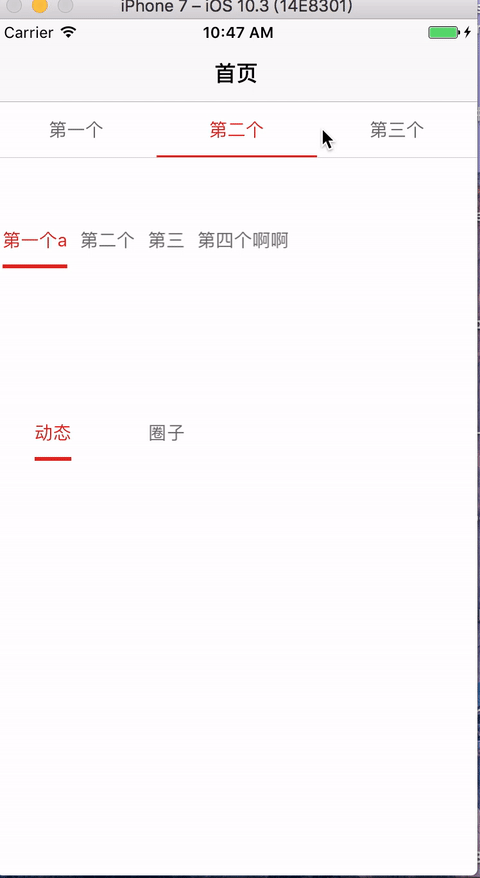 iPhone 7 – iOS 10.3 (14E8301)
Carrier 10:47 AM
首页
第一个 第二个 第三个
第一个a 第二个 第三 第四个啊啊
动态 圈子